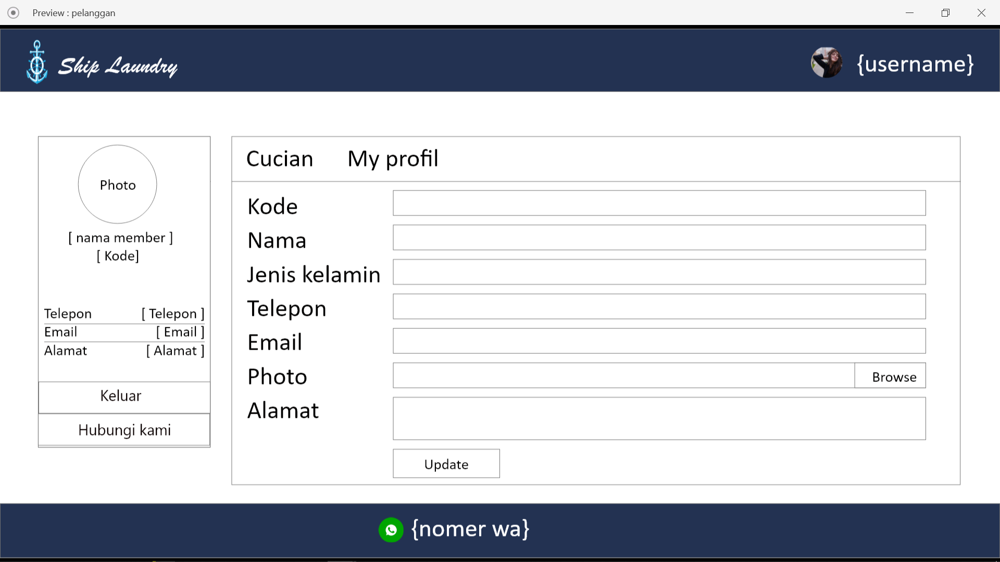 Preview : pelanggan
Ship Laundry
{username}
Photo
[ nama member ]
[ Kode]
Telepon [ Telepon ]
Email [ Email ]
Alamat [ Alamat ]
Keluar
Hubungi kami
Cucian My profil
Kode
Nama
Jenis kelamin
Telepon
Email
Photo Browse
Alamat
Update
{nomer wa}